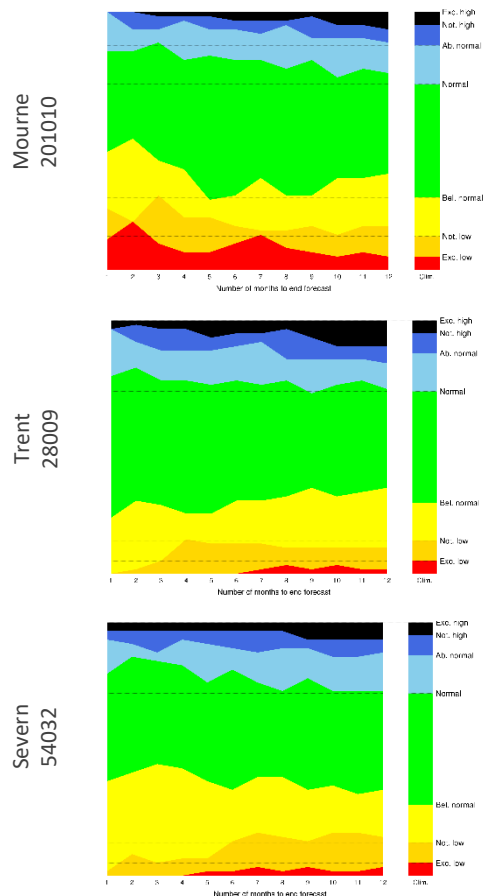 Mourne
201010
Exc. high
Not. high
Ab. normal
Normal
Bel. normal
Not. low
Exc. low
1 2 3 4 5 6 7 8 9 10 11 12 Clim.
Number of months to end forecast
Trent
28009
Exc. high
Not. high
Ab. normal
Normal
Bel. normal
Not. low
Exc. low
1 2 3 4 5 6 7 8 9 10 11 12 Clim.
Number of months to end forecast
Severn
54032
Exc. high
Not. high
Ab. normal
Normal
Bel. normal
Not. low
Exc. low
1 2 3 4 5 6 7 8 9 10 11 12 Clim.
Number of months to end forecast